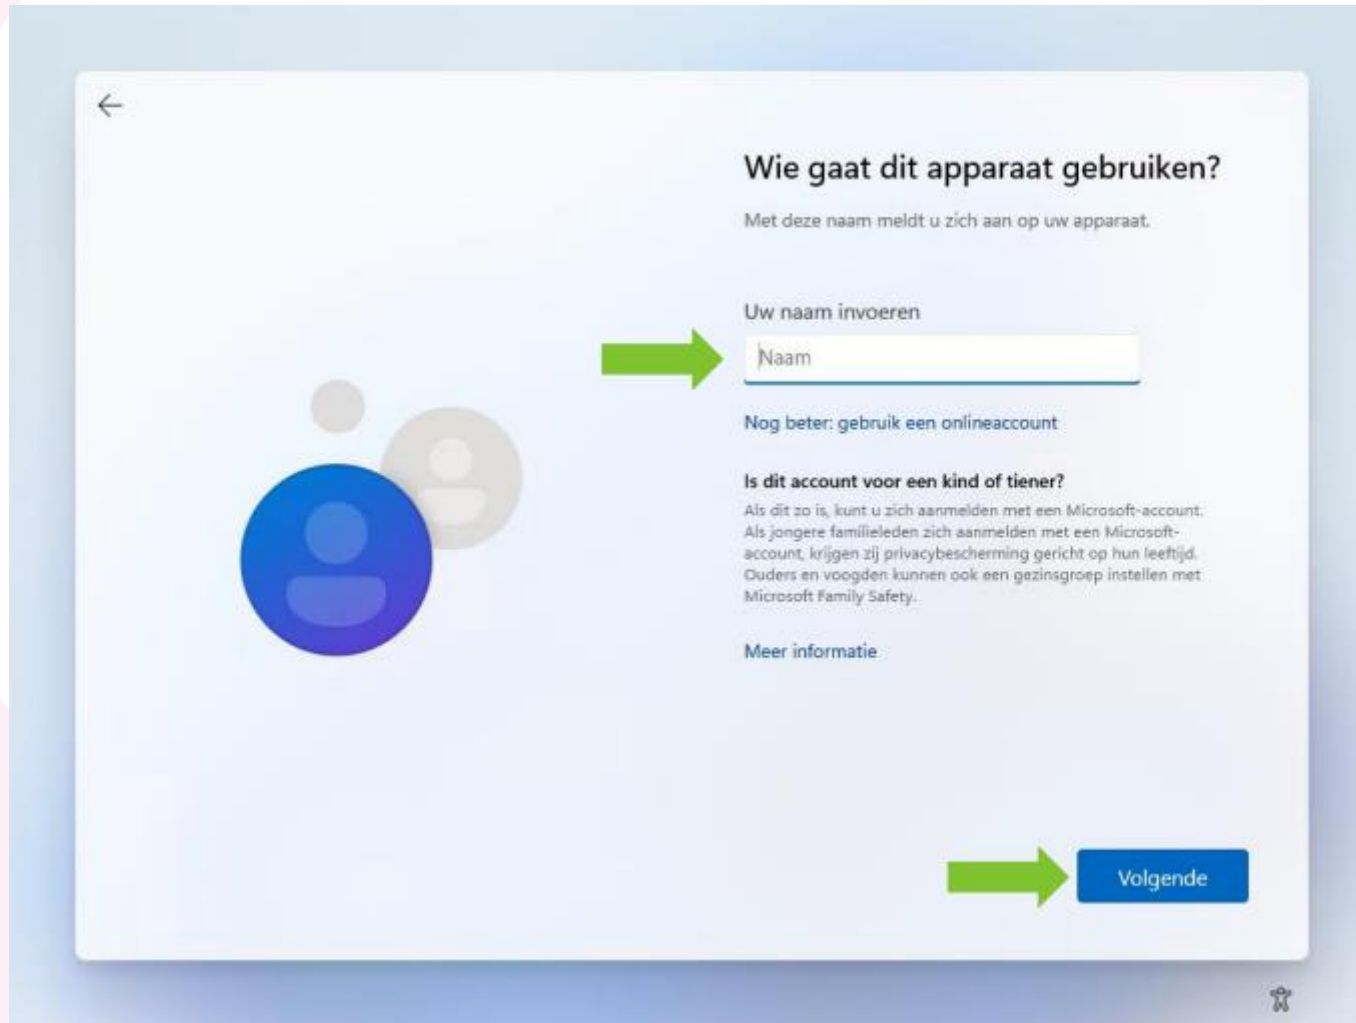 Wie gaat dit apparaat gebruiken?
Met deze naam meldt u zich aan op uw apparaat.
Uw naam invoeren
Naam
Nog beter: gebruik een onlineaccount
Is dit account voor een kind of tiener?
Als dit zo is, kunt u zich aanmelden met een Microsoft-account.
Als jongere familieleden zich aanmelden met een Microsoft-
account, krijgen zij privacybescherming gericht op hun leeftijd.
Ouders en voogden kunnen ook een gezinsgroep instellen met
Microsoft Family Safety.
Meer informatie
Volgende